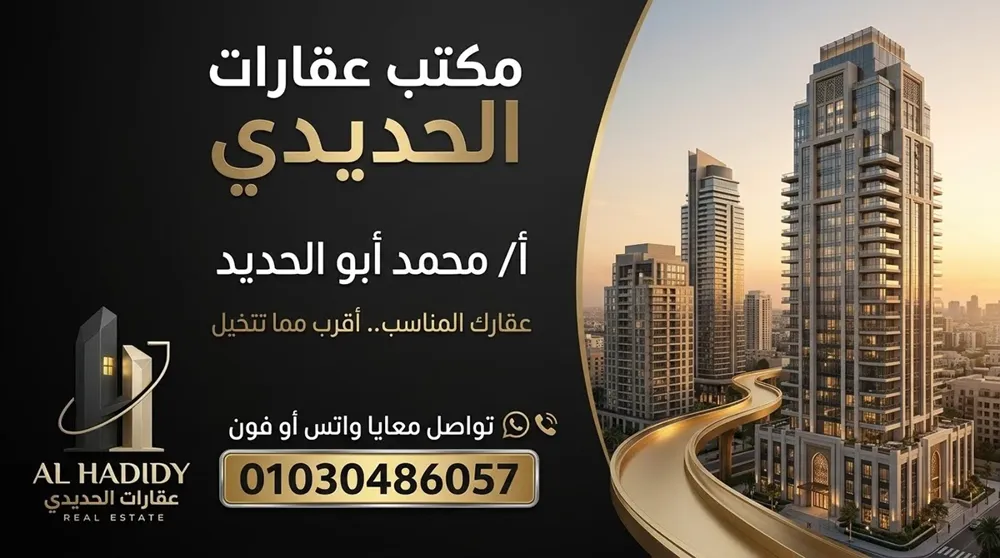 مكتب عقارات
الحديدي
أ/ محمد أبو الحديد
عقارك المناسب.. أقرب مما تتخيل
تواصل معايا واتس أو فون
01030486057
AL HADIDY
عقارات الحديدي
REAL ESTATE